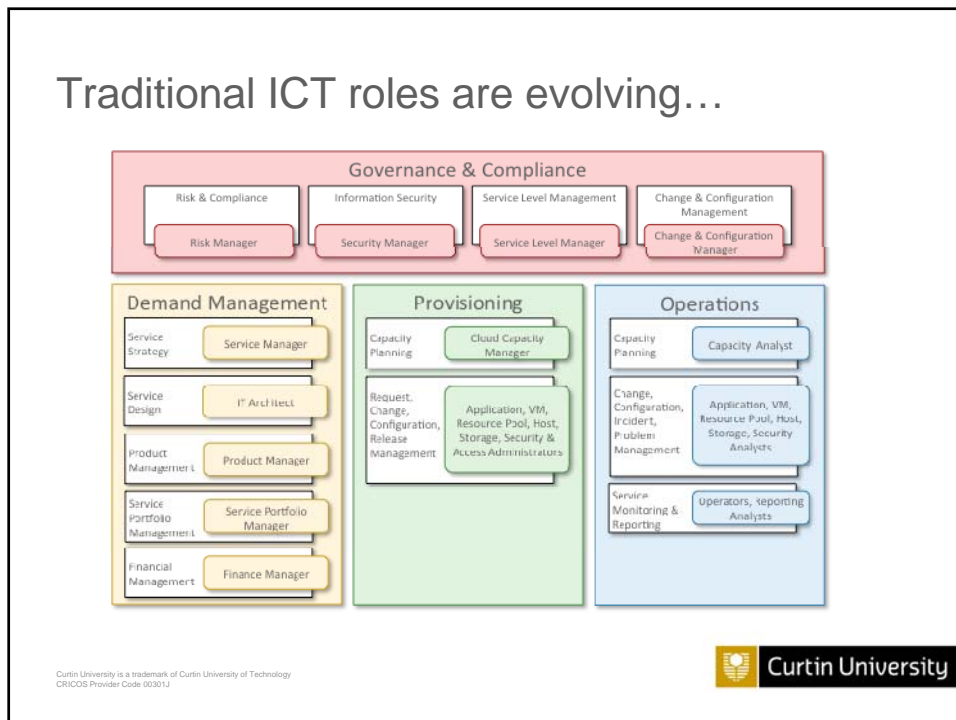 Traditional ICT roles are evolving…
Governance & Compliance
Risk & Compliance
Risk Manager
Information Security
Security Manager
Service Level Management
Service Level Manager
Change & Configuration
Management
Change & Configuration
Manager
Demand Management
Service
Strategy
Service Manager
Service
Design
IT Architect
Product
Management
Product Manager
Service
Portfolio
Management
Service Portfolio
Manager
Financial
Management
Finance Manager
Provisioning
Capacity
Planning
Cloud Capacity
Manager
Request,
Change,
Configuration,
Release
Management
Application, VM,
Resource Pool, Host,
Storage, Security &
Access Administrators
Operations
Capacity
Planning
Capacity Analyst
Change,
Configuration,
Incident,
Problem
Management
Application, VM,
Resource Pool, Host,
Storage, Security
Analysts
Service
Monitoring &
Reporting
Operators, Reporting
Analysts
Curtin University is a trademark of Curtin University of Technology
CRICOS Provider Code 00301J
Curtin University